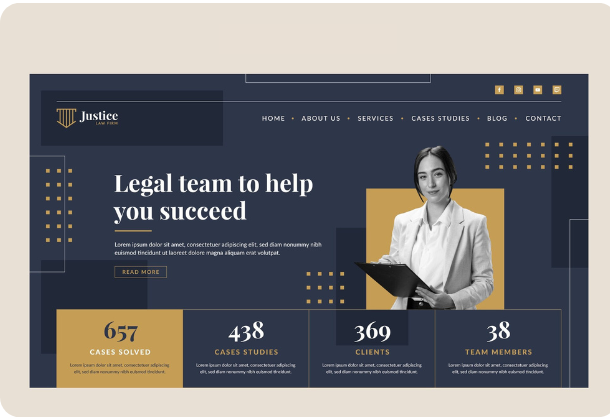 Justice
LAW FIRM
HOME • ABOUT US • SERVICES • CASES STUDIES • BLOG • CONTACT
Legal team to help
you succeed
Lorem ipsum dolor sit amet, consectetuer adipiscing elit, sed diam nonummy nibh
euismod tincidunt ut laoreet dolore magna aliquam erat volutpat.
READ MORE
657
CASES SOLVED
Lorem ipsum dolor sit amet, consectetuer adipiscing
elit, sed diam nonummy nibh euismod tincidunt.
438
CASES STUDIES
Lorem ipsum dolor sit amet, consectetuer adipiscing
elit, sed diam nonummy nibh euismod tincidunt.
369
CLIENTS
Lorem ipsum dolor sit amet, consectetuer adipiscing
elit, sed diam nonummy nibh euismod tincidunt.
38
TEAM MEMBERS
Lorem ipsum dolor sit amet, consectetuer adipiscing
elit, sed diam nonummy nibh euismod tincidunt.